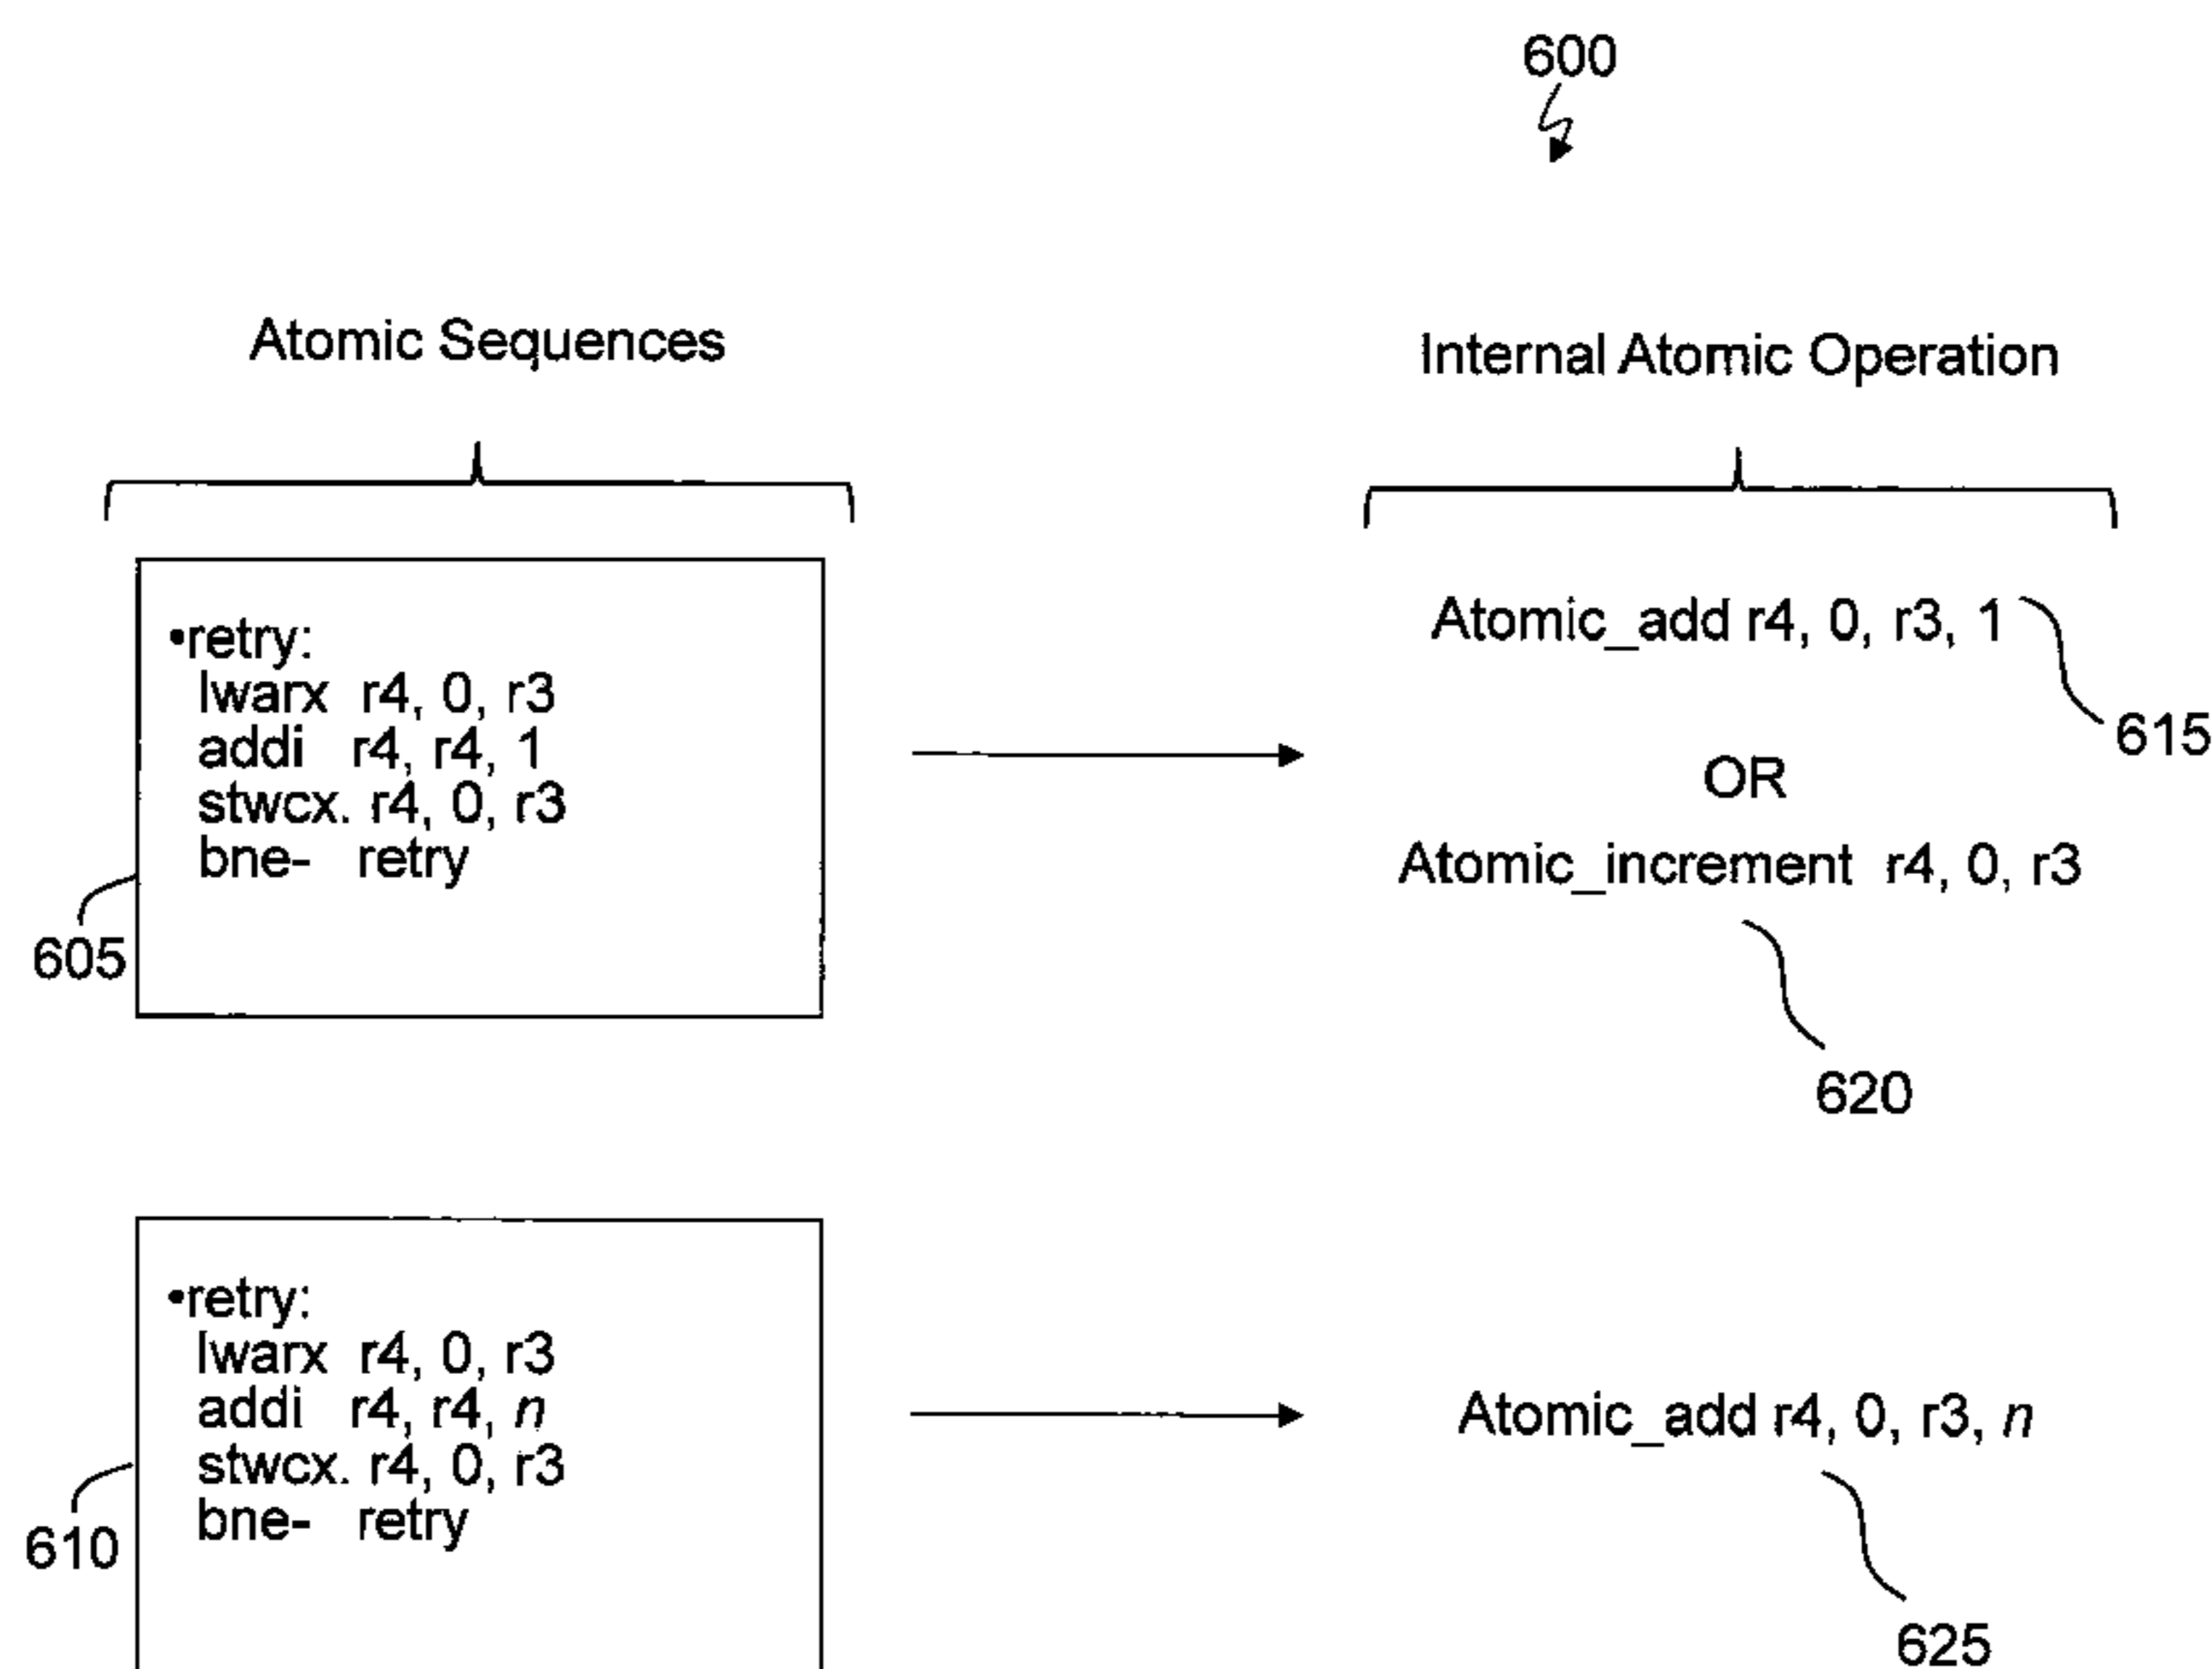 600
Atomic Sequences
Internal Atomic Operation
•retry:
lwarx r4, 0, r3
addi r4, r4, 1
stwcx. r4, 0, r3
bne- retry
605
Atomic_add r4, 0, r3, 1
615
OR
Atomic_increment r4, 0, r3
620
•retry:
lwarx r4, 0, r3
addi r4, r4, n
stwcx. r4, 0, r3
bne- retry
610
Atomic_add r4, 0, r3, n
625